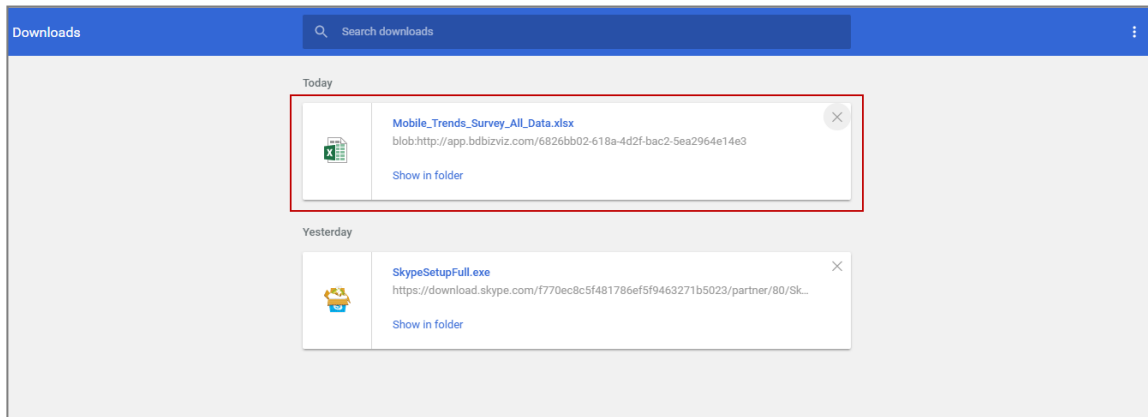 Downloads
Search downloads
Today
Mobile_Trends_Survey_All_Data.xlsx
blob:http://app.bdbizviz.com/6826bb02-618a-4d2f-bac2-5ea2964e14e3
Show in folder
Yesterday
SkypeSetupFull.exe
https://download.skype.com/f770ec8c5f481786ef5f9463271b5023/partner/80/Sk...
Show in folder